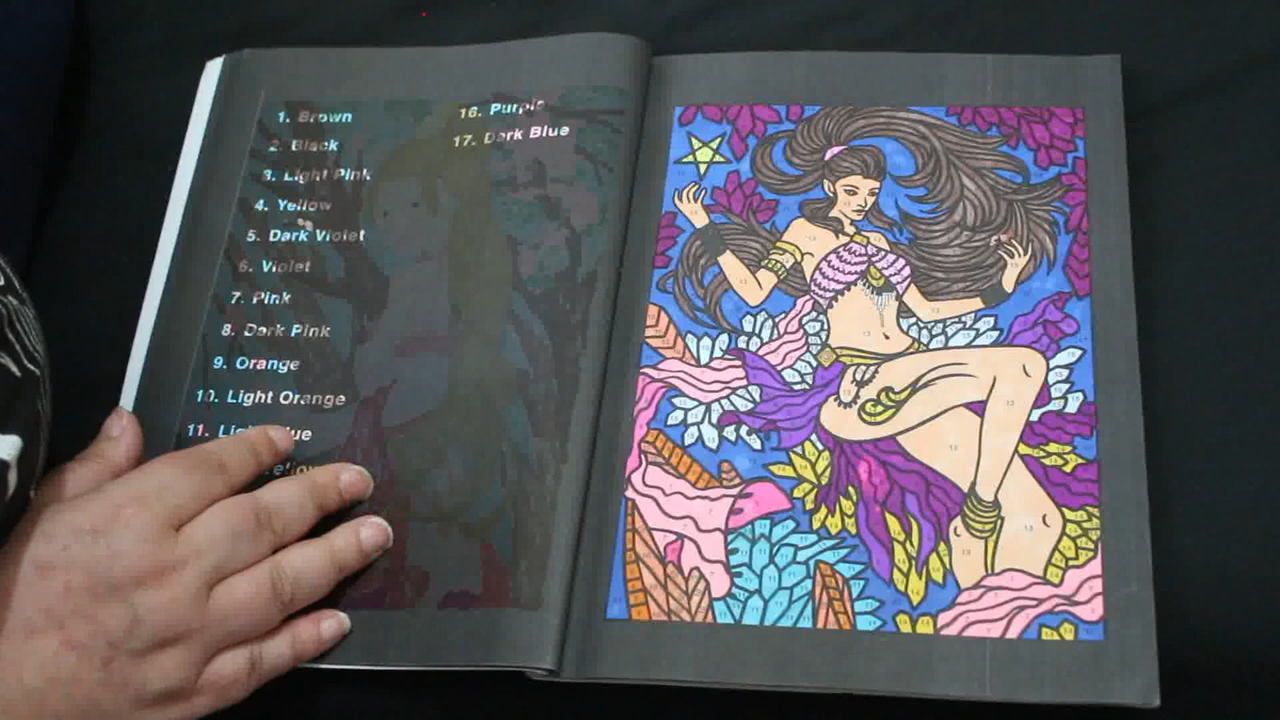 1. Brown
2. Black
3. Light Pink
4. Yellow
5. Dark Violet
6. Violet
7. Pink
8. Dark Pink
9. Orange
10. Light Orange
11.
16. Purple
17. Dark Blue